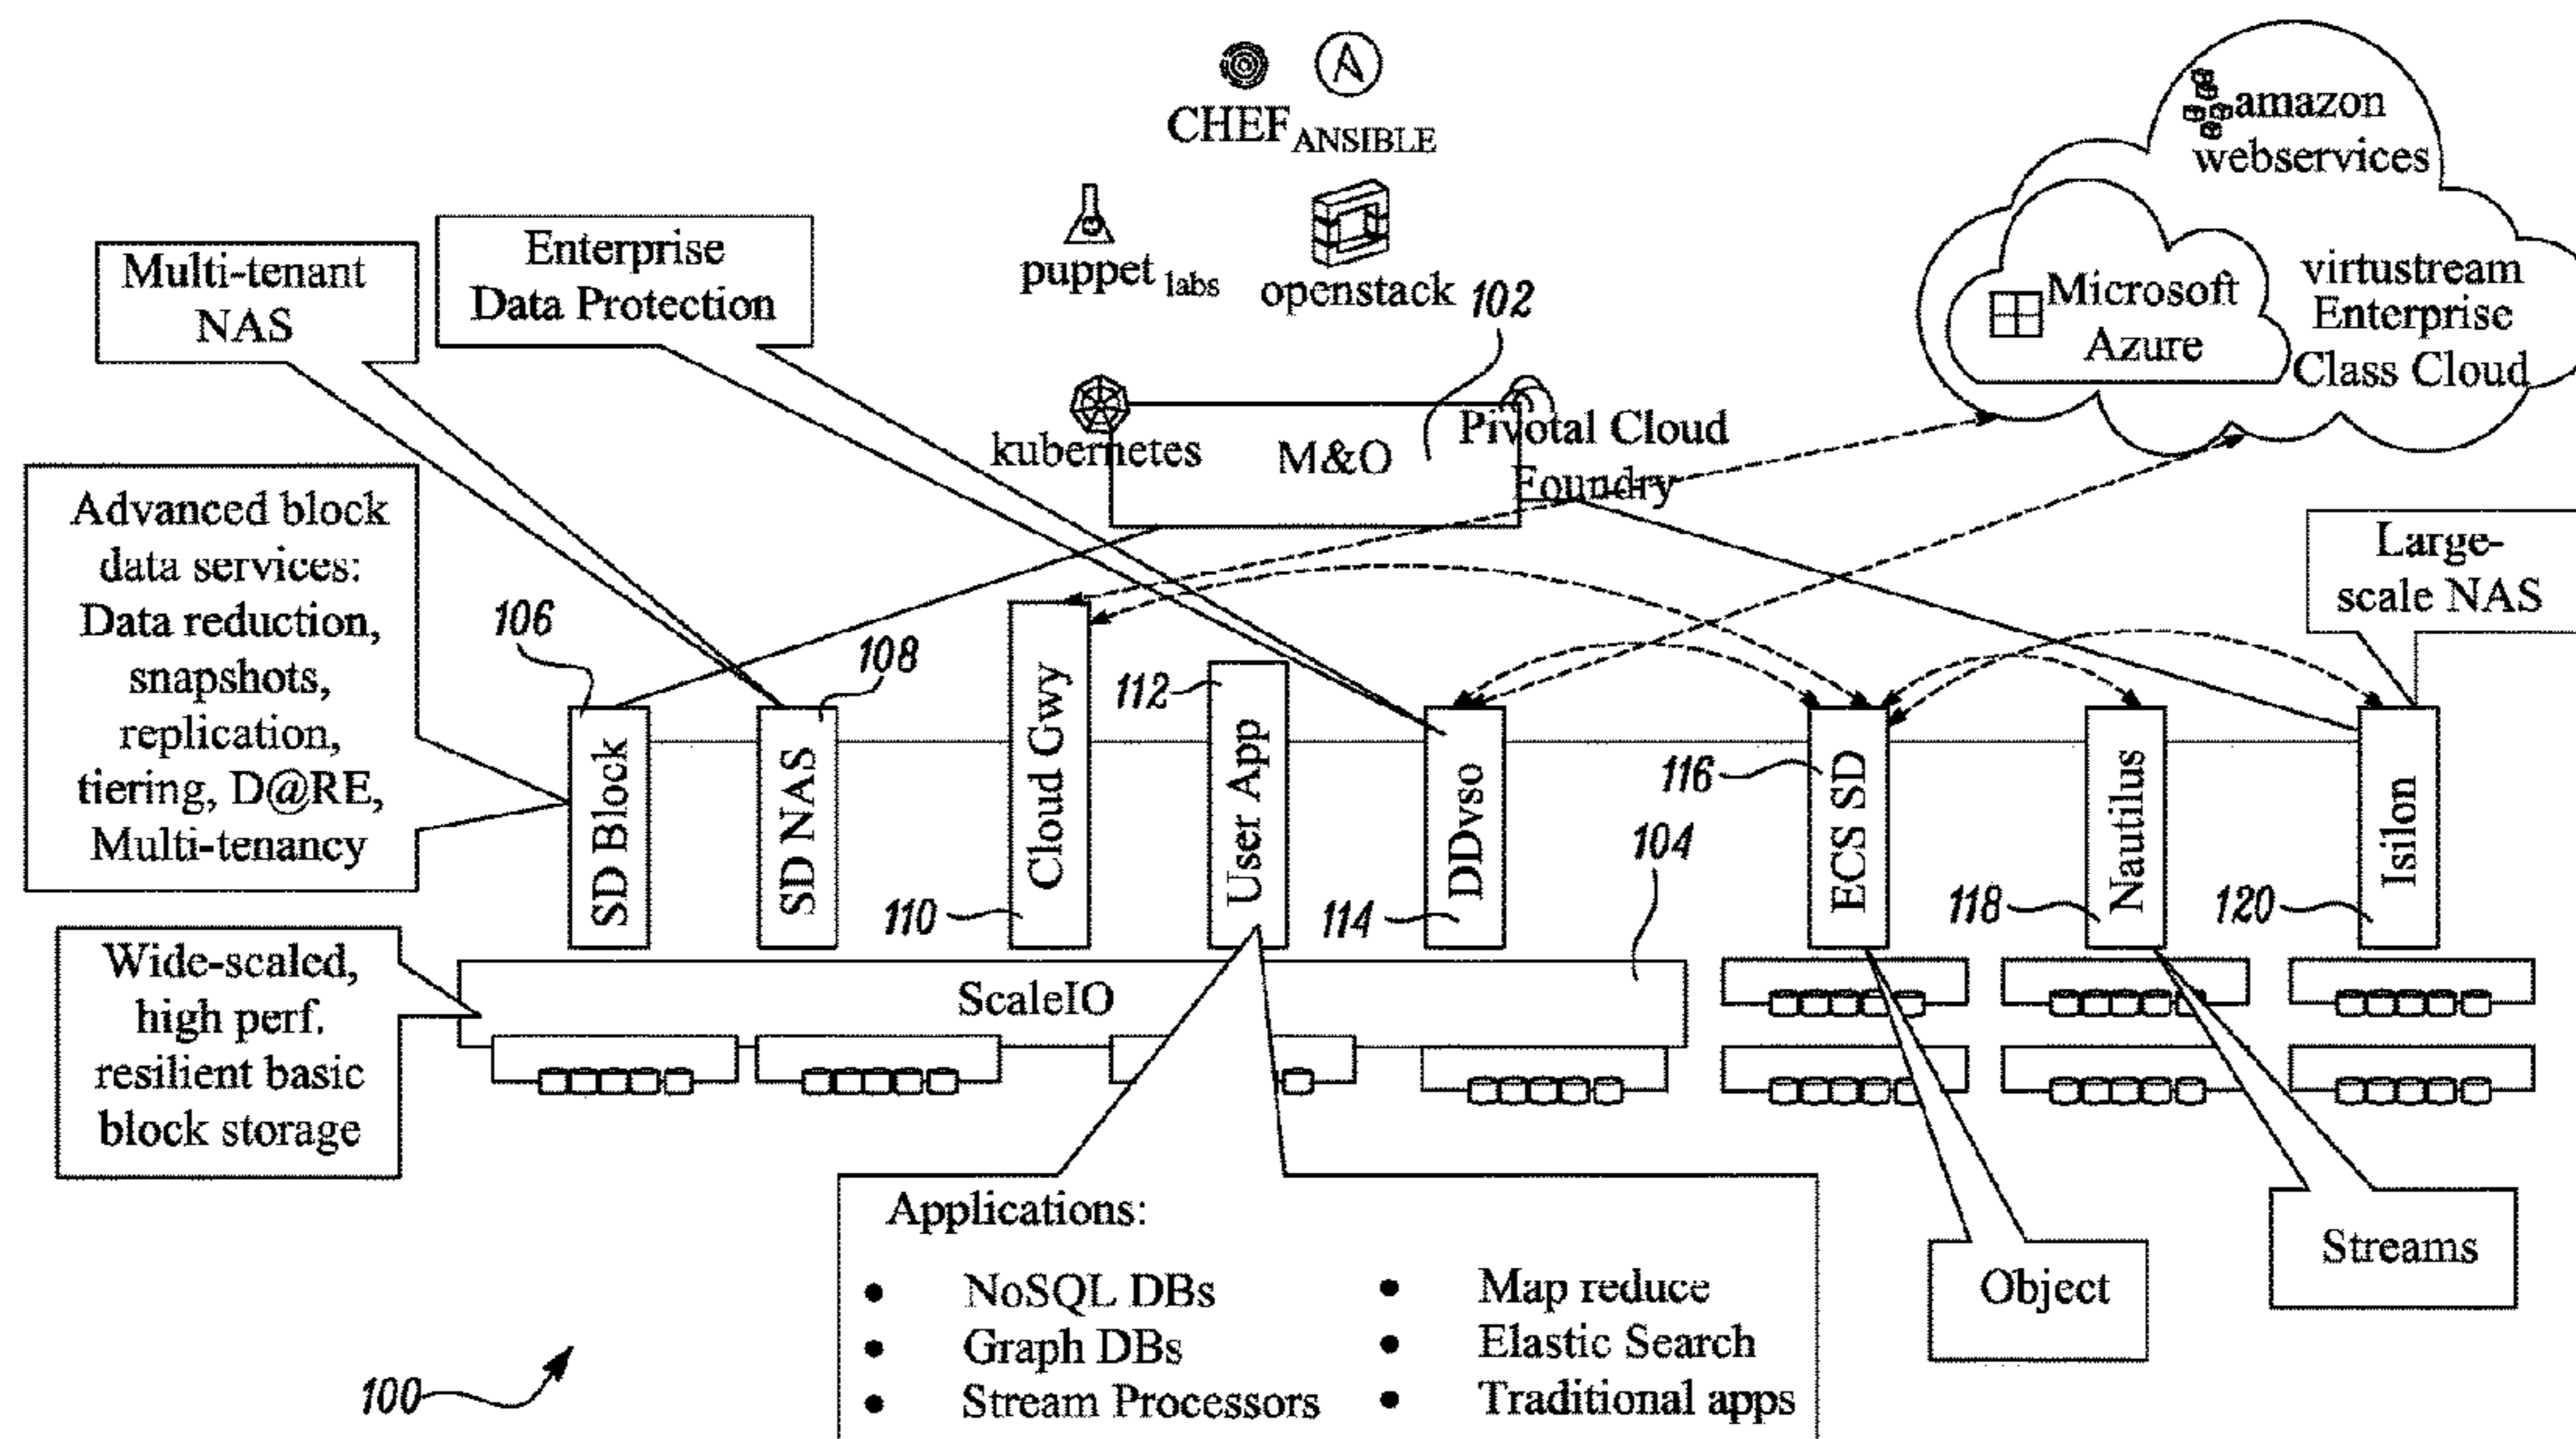 CHEF ANSIBLE
amazon
webservices
puppet labs
openstack
102
Multi-tenant
NAS
Enterprise
Data Protection
Microsoft
Azure
virtustream
Enterprise
Class Cloud
kubernetes
M&O
Pivotal Cloud
Foundry
Advanced block
data services:
Data reduction,
snapshots,
replication,
tiering, D@RE,
Multi-tenancy
Large-
scale NAS
106
108
112
116
104
110
114
118
120
SD Block
SD NAS
Cloud Gwy
User App
DDvso
ECS SD
Nautilus
Isilon
Wide-scaled,
high perf.
resilient basic
block storage
ScaleIO
Applications:
• NoSQL DBs
• Graph DBs
• Stream Processors
• Map reduce
• Elastic Search
• Traditional apps
Object
Streams
100